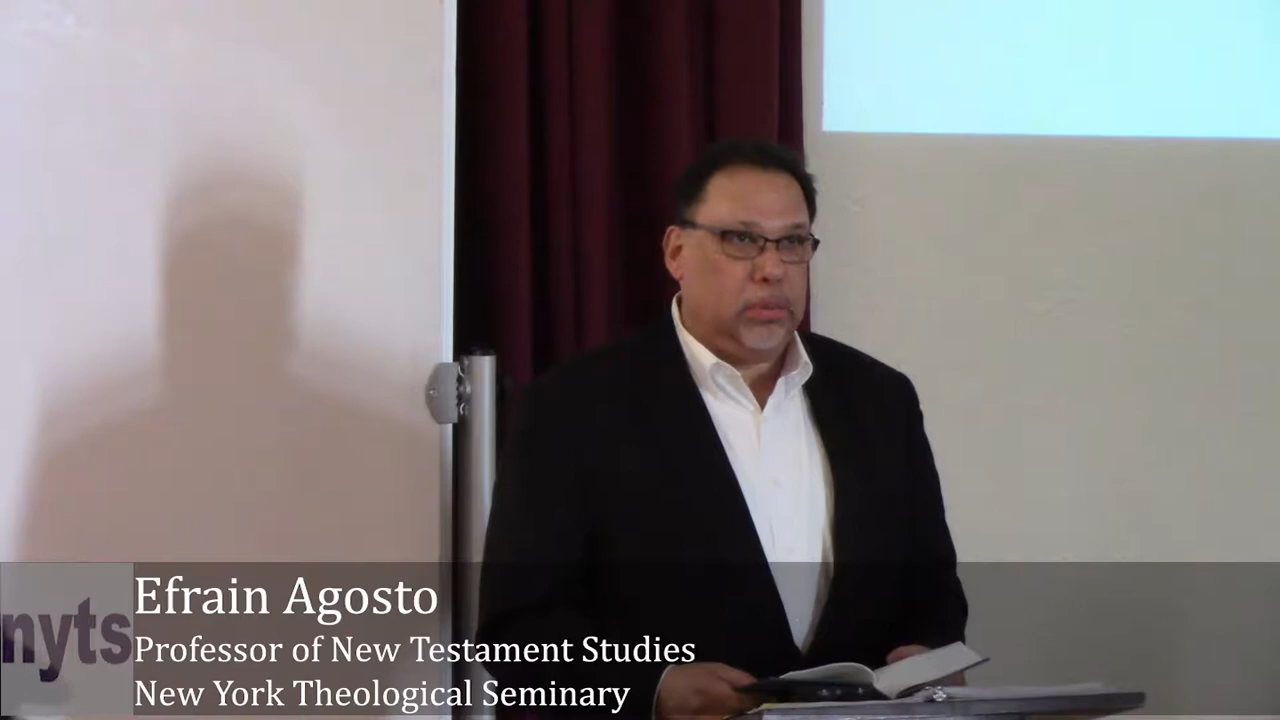 Efrain Agosto
nyts
Professor of New Testament Studies
New York Theological Seminary